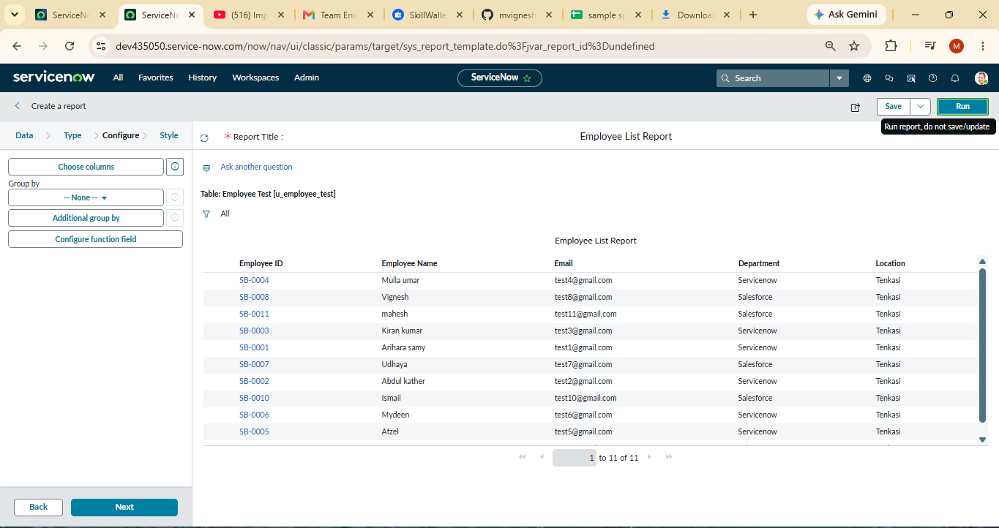 ServiceNo
ServiceNo
(516) Imp
Team Enro
SkillWalle
mvignesh
sample sp
Download
Ask Gemini
dev435050.service-now.com/now/nav/ui/classic/params/target/sys_report_template.do%3Fjvar_report_id%3Dundefined
M
servicenow All Favorites History Workspaces Admin ServiceNow Search
Create a report Save Run
Run report, do not save/update
Data Type Configure Style
*Report Title : Employee List Report
Choose columns
Group by
-- None --
Additional group by
Configure function field
Ask another question
Table: Employee Test [u_employee_test]
All
Employee List Report
Employee ID Employee Name Email Department Location
SB-0004 Mulla umar test4@gmail.com Servicenow Tenkasi
SB-0008 Vignesh test8@gmail.com Salesforce Tenkasi
SB-0011 mahesh test11@gmail.com Salesforce Tenkasi
SB-0003 Kiran kumar test3@gmail.com Servicenow Tenkasi
SB-0001 Arihara samy test1@gmail.com Servicenow Tenkasi
SB-0007 Udhaya test7@gmail.com Salesforce Tenkasi
SB-0002 Abdul kather test2@gmail.com Servicenow Tenkasi
SB-0010 Ismail test10@gmail.com Salesforce Tenkasi
SB-0006 Mydeen test6@gmail.com Servicenow Tenkasi
SB-0005 Afzel test5@gmail.com Servicenow Tenkasi
1 to 11 of 11
Back Next